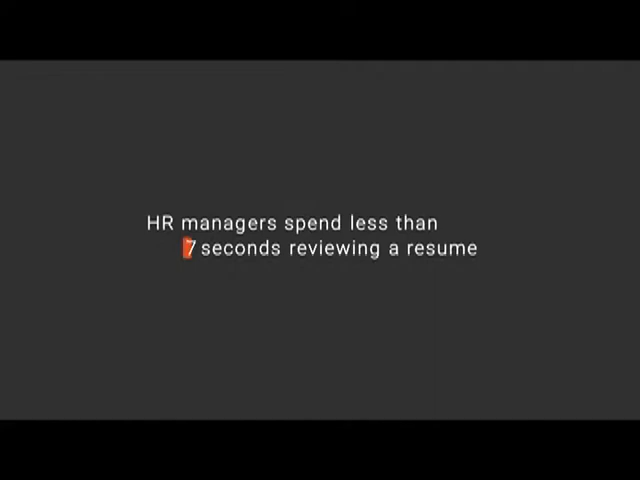 HR managers spend less than
7 seconds reviewing a resume